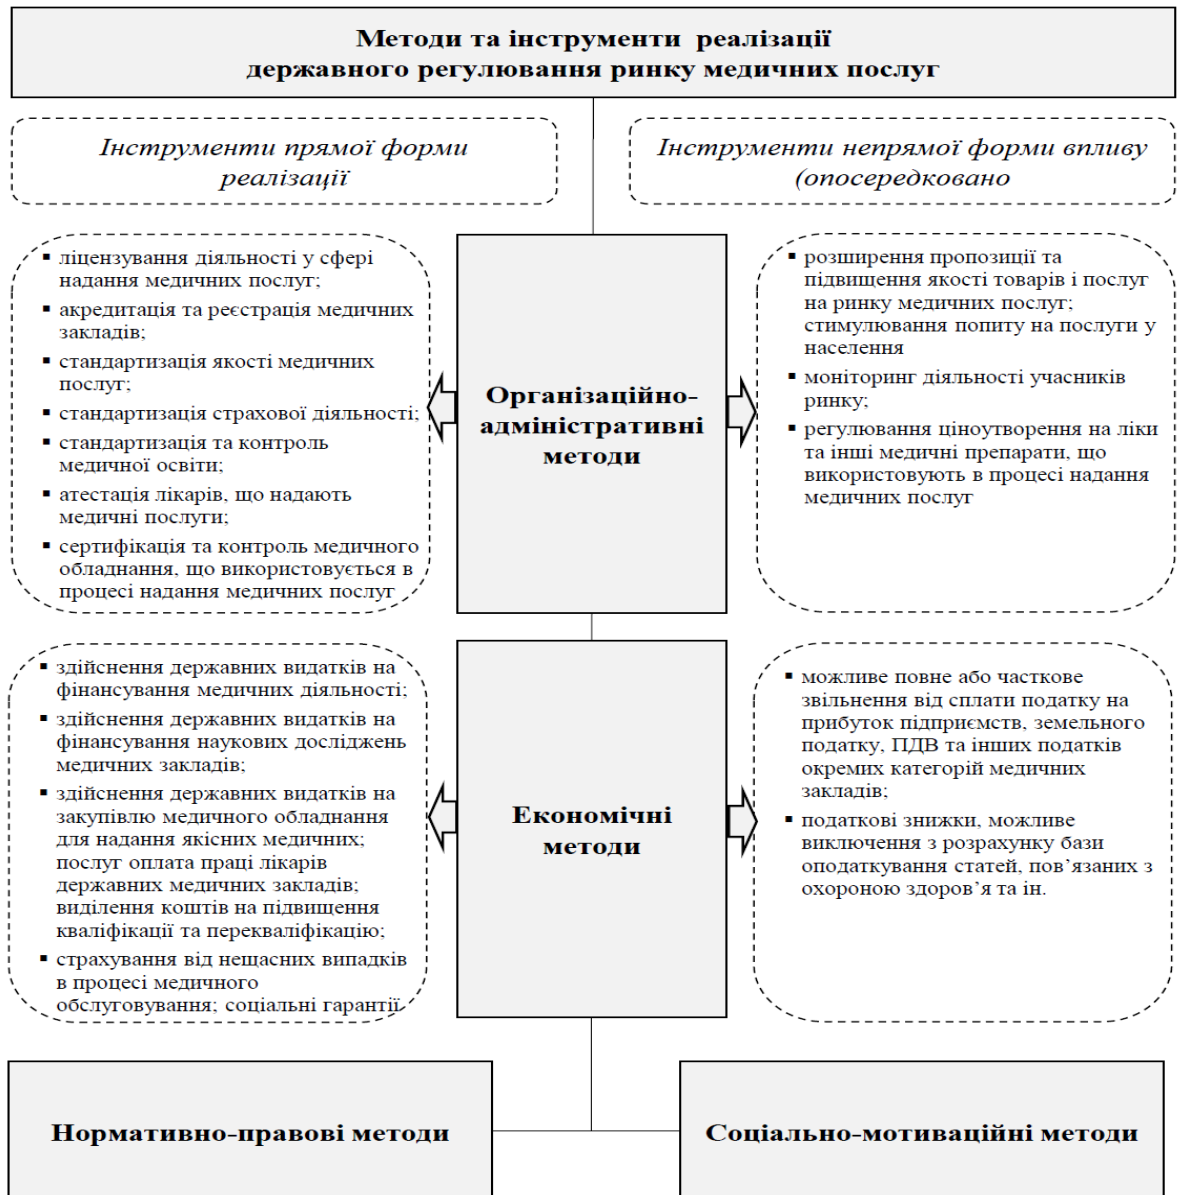 Методи та інструменти реалізації
державного регулювання ринку медичних послуг
Інструменти прямої форми
реалізації
Інструменти непрямої форми впливу
(опосередковано
▪ ліцензування діяльності у сфері
надання медичних послуг;
▪ акредитація та реєстрація медичних
закладів;
▪ стандартизація якості медичних
послуг;
▪ стандартизація страхової діяльності;
▪ стандартизація та контроль
медичної освіти;
▪ атестація лікарів, що надають
медичні послуги;
▪ сертифікація та контроль медичного
обладнання, що використовується в
процесі надання медичних послуг
Організаційно-
адміністративні
методи
▪ розширення пропозиції та
підвищення якості товарів і послуг
на ринку медичних послуг;
стимулювання попиту на послуги у
населення
▪ моніторинг діяльності учасників
ринку;
▪ регулювання ціноутворення на ліки
та інші медичні препарати, що
використовують в процесі надання
медичних послуг
▪ здійснення державних видатків на
фінансування медичних діяльності;
▪ здійснення державних видатків на
фінансування наукових досліджень
медичних закладів;
▪ здійснення державних видатків на
закупівлю медичного обладнання
для надання якісних медичних;
послуг оплата праці лікарів
державних медичних закладів;
виділення коштів на підвищення
кваліфікації та перекваліфікацію;
▪ страхування від нещасних випадків
в процесі медичного
обслуговування; соціальні гарантії
Економічні
методи
▪ можливе повне або часткове
звільнення від сплати податку на
прибуток підприємств, земельного
податку, ПДВ та інших податків
окремих категорій медичних
закладів;
▪ податкові знижки, можливе
виключення з розрахунку бази
оподаткування статей, пов’язаних з
охороною здоров’я та ін.
Нормативно-правові методи
Соціально-мотиваційні методи